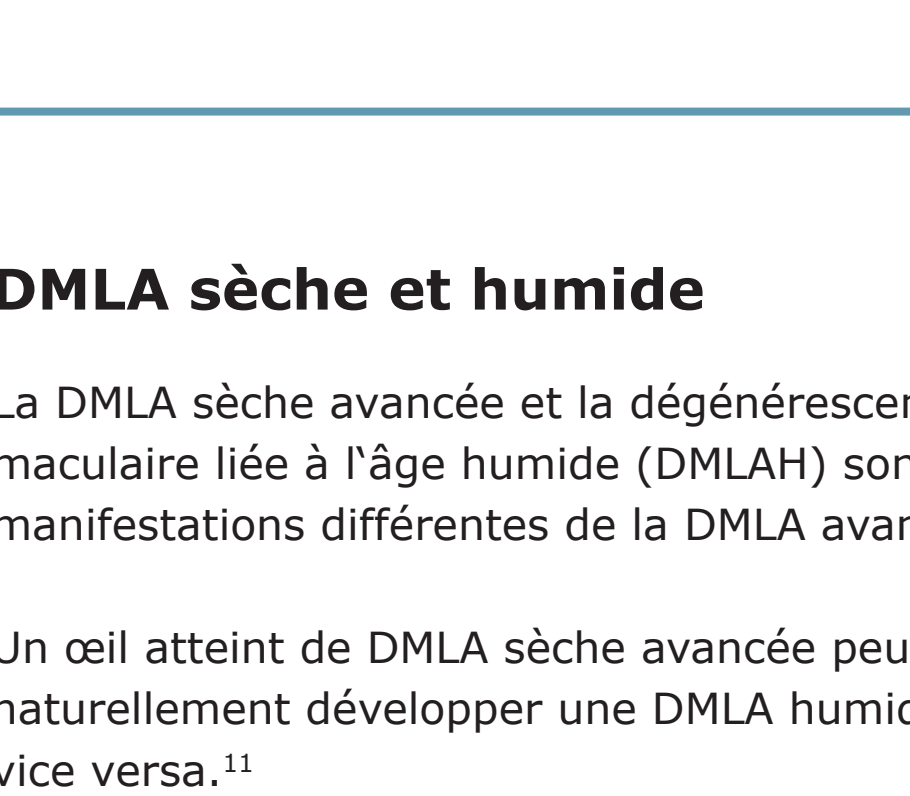 DMLA sèche et humide
La DMLA sèche avancée et la
maculaire liée à l‘âge humide (DMLAH)
manifestations différentes de la DMLA
Un œil atteint de DMLA sèche avancée
naturellement développer une DMLA
vice versa.11